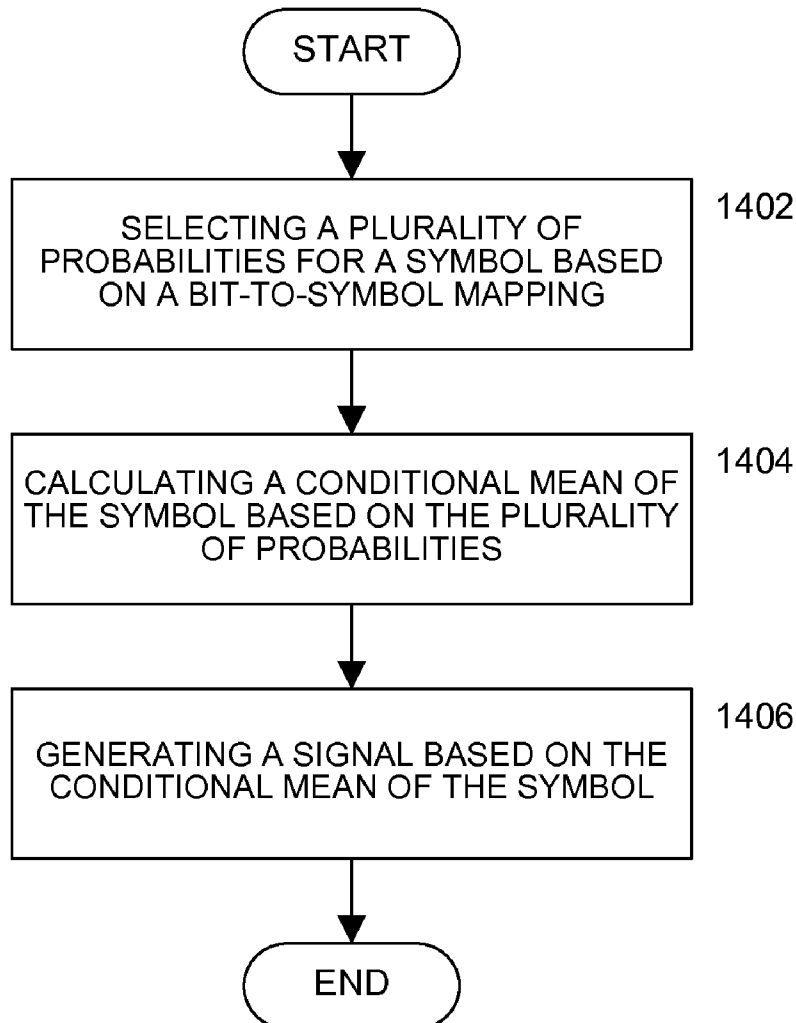 START
1402
SELECTING A PLURALITY OF
PROBABILITIES FOR A SYMBOL BASED
ON A BIT-TO-SYMBOL MAPPING
1404
CALCULATING A CONDITIONAL MEAN OF
THE SYMBOL BASED ON THE PLURALITY
OF PROBABILITIES
1406
GENERATING A SIGNAL BASED ON THE
CONDITIONAL MEAN OF THE SYMBOL
END